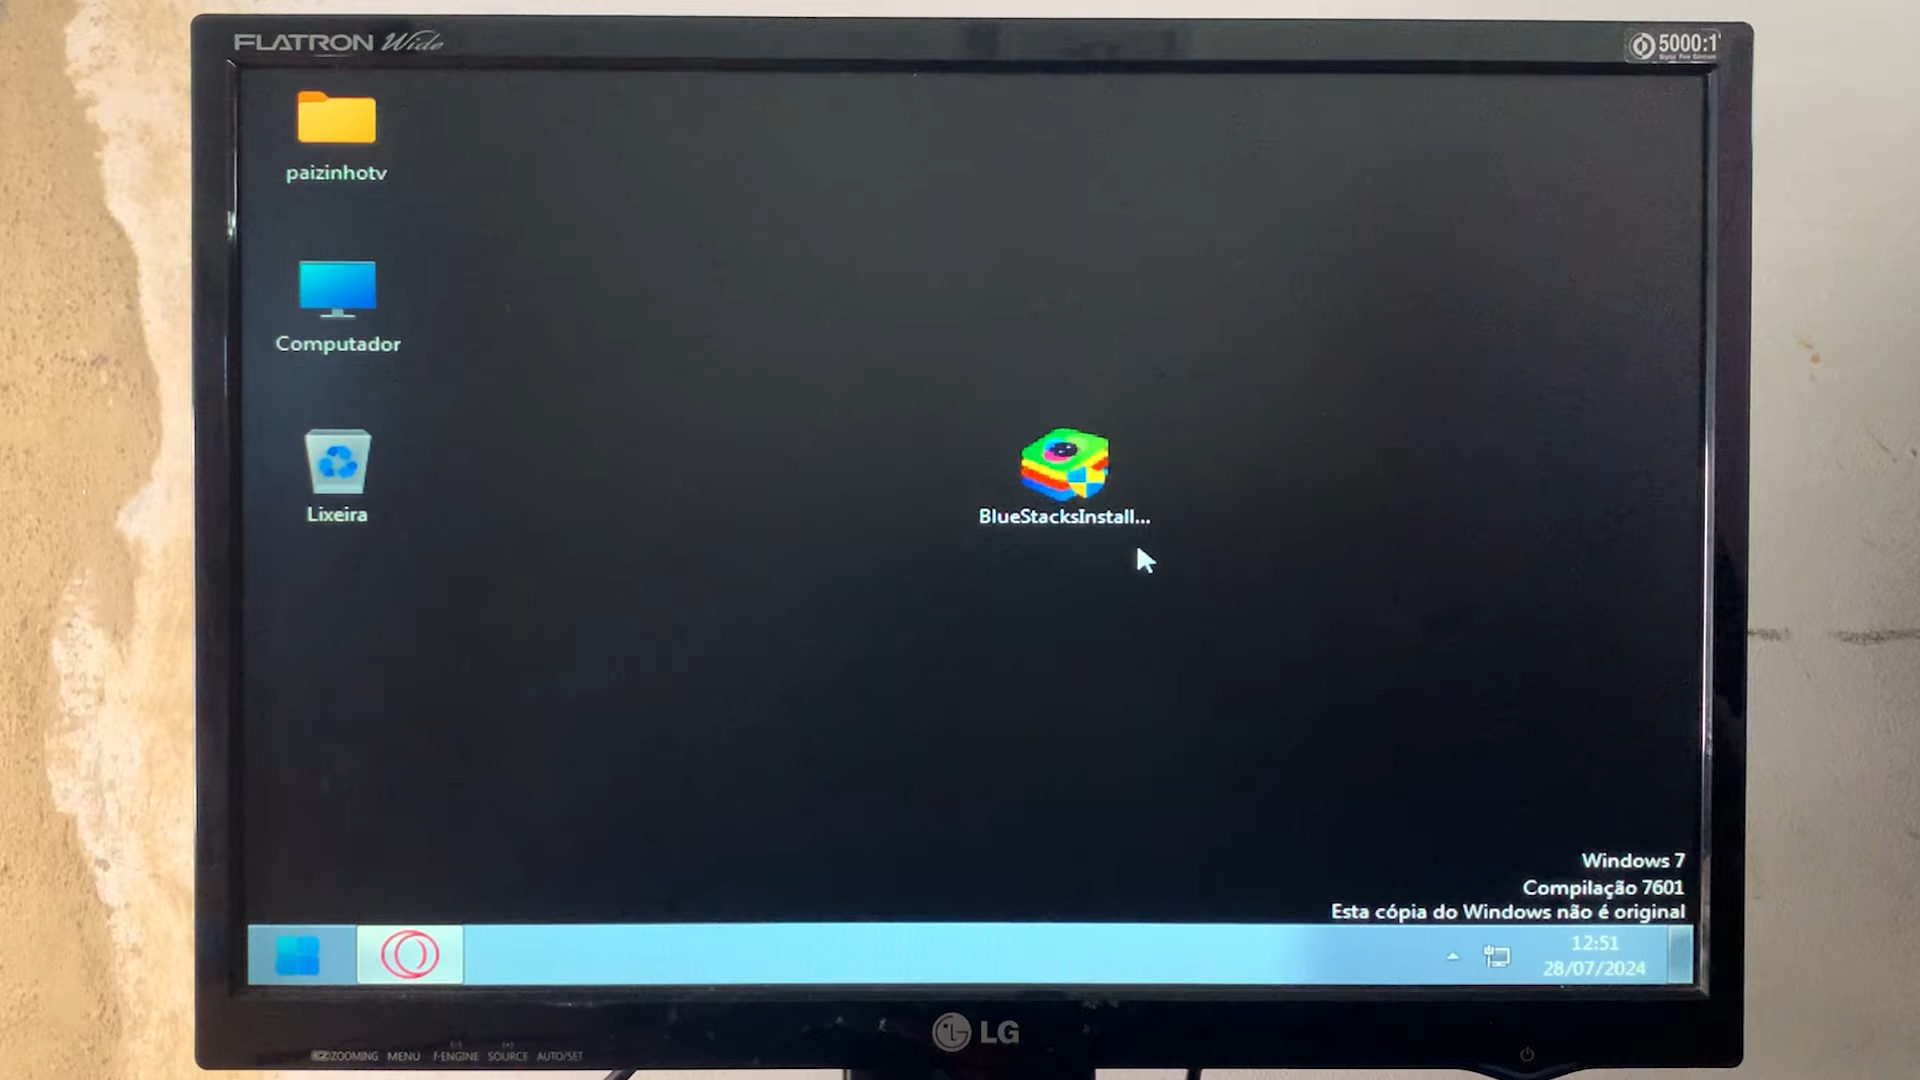 FLATRON Wide
5000:1
paizinhotv
Computador
Lixeira
BlueStacksInstall...
Windows 7
Compilação 7601
Esta cópia do Windows não é original
12:51
28/07/2024
LG
EZ ZOOMING MENU f-ENGINE SOURCE AUTO/SET